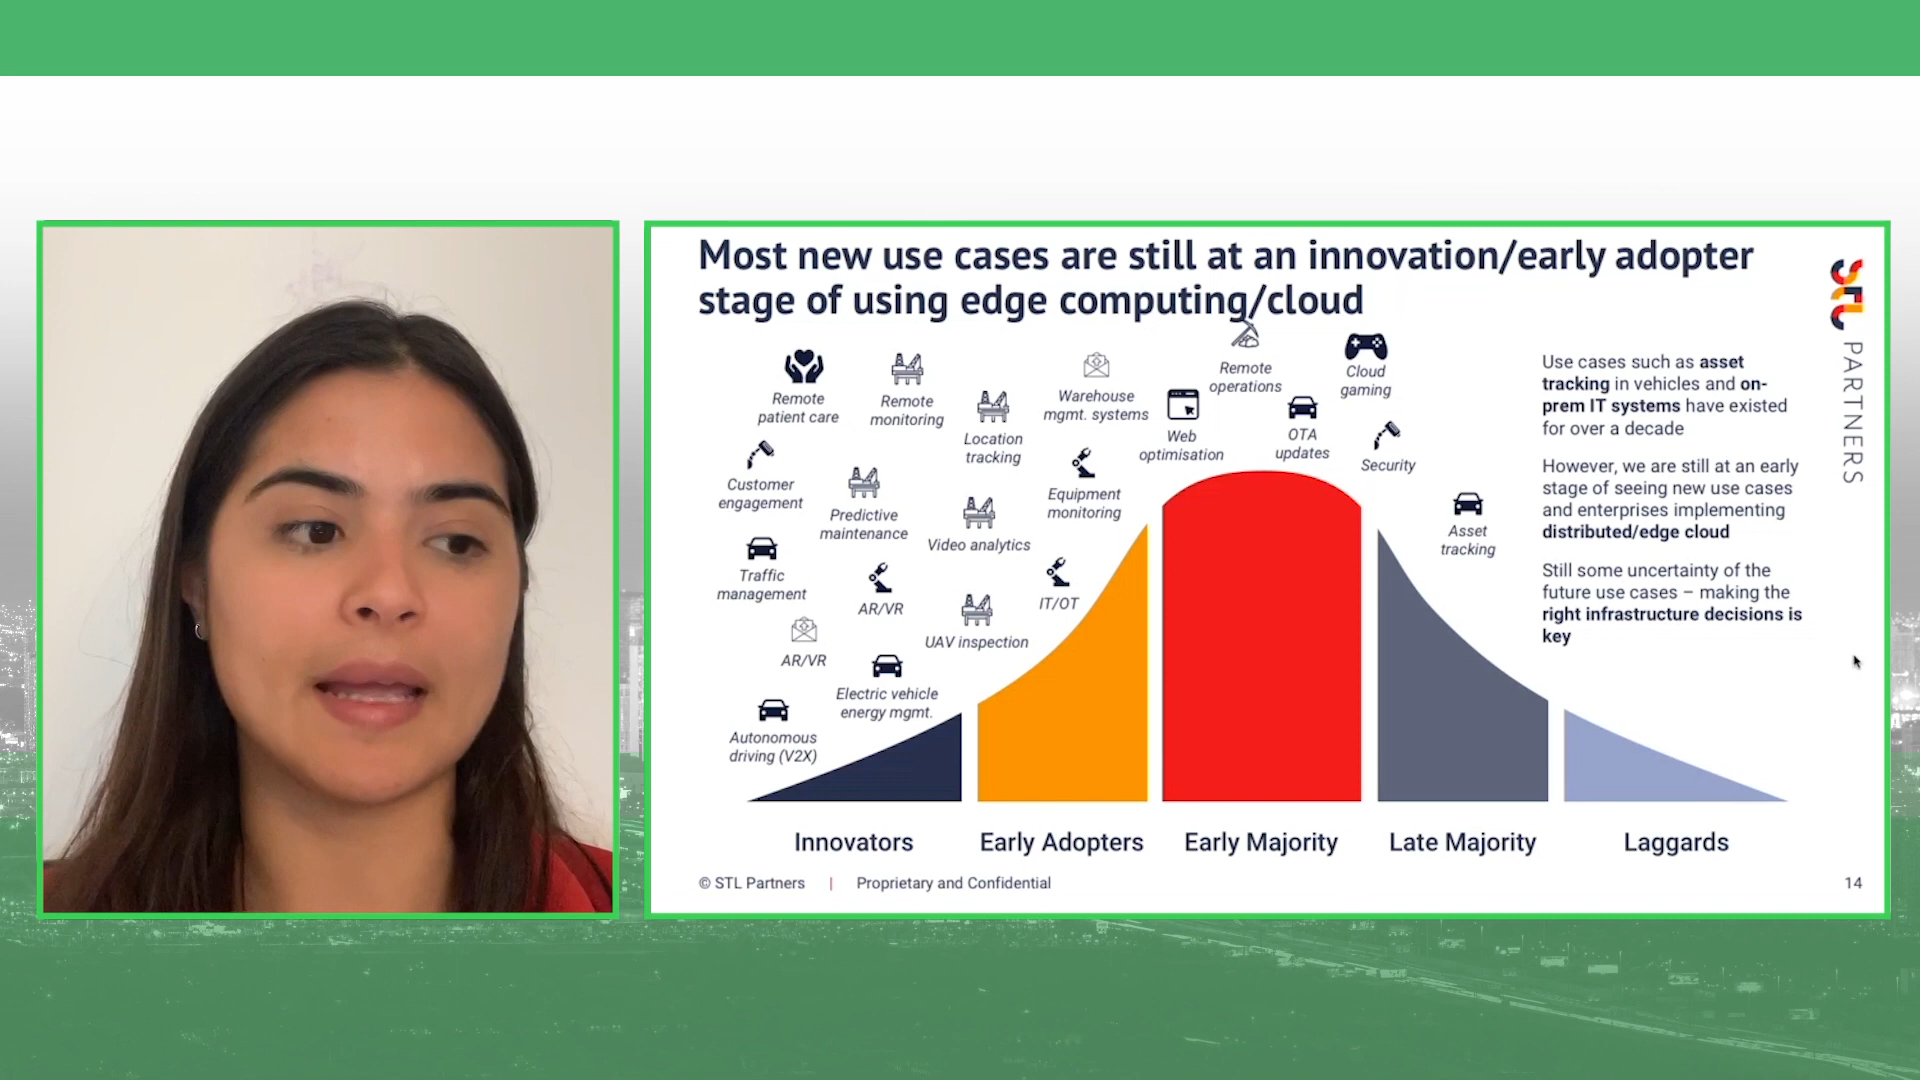 Most new use cases are still at an innovation/early adopter
stage of using edge computing/cloud
STL
PARTNERS
Remote
patient care
Remote
monitoring
Location
tracking
Warehouse
mgmt. systems
Remote
operations
Cloud
gaming
Web
optimisation
OTA
updates
Security
Customer
engagement
Predictive
maintenance
Video analytics
Equipment
monitoring
Asset
tracking
Traffic
management
AR/VR
IT/OT
UAV inspection
AR/VR
Electric vehicle
energy mgmt.
Autonomous
driving (V2X)
Use cases such as asset
tracking in vehicles and on-
prem IT systems have existed
for over a decade
However, we are still at an early
stage of seeing new use cases
and enterprises implementing
distributed/edge cloud
Still some uncertainty of the
future use cases – making the
right infrastructure decisions is
key
Innovators
Early Adopters
Early Majority
Late Majority
Laggards
© STL Partners | Proprietary and Confidential
14